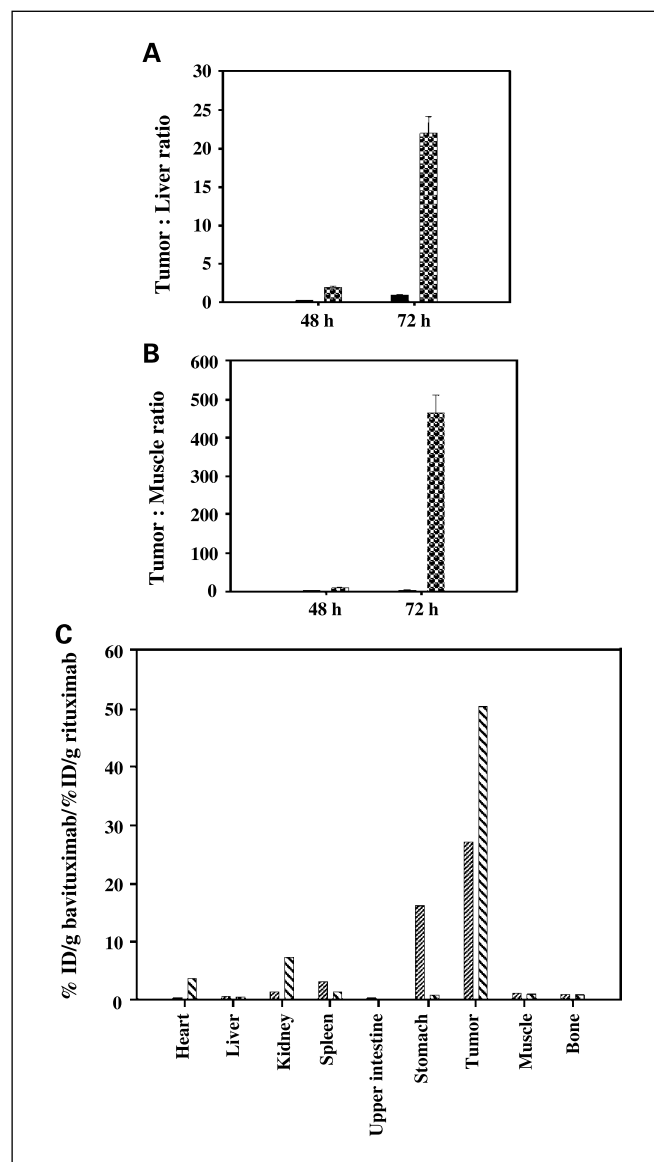 A
Tumor : Liver ratio
30
25
20
15
10
5
0
48 h 72 h
B
Tumor : Muscle ratio
600
500
400
300
200
100
0
48 h 72 h
C
% ID/g bavituximab/% ID/g rituximab
60
50
40
30
20
10
0
Heart
Liver
Kidney
Spleen
Upper intestine
Stomach
Tumor
Muscle
Bone